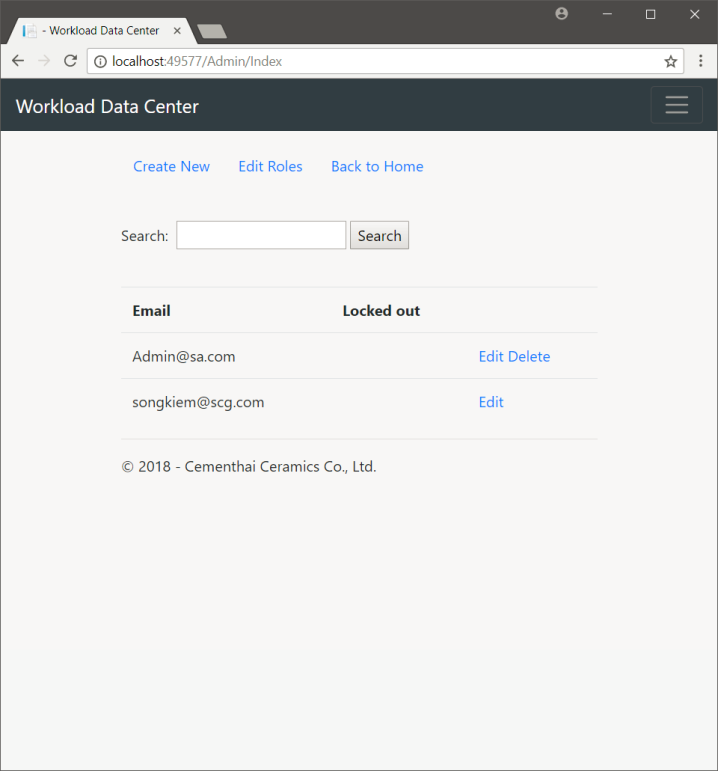 - Workload Data Center
localhost:49577/Admin/Index
Workload Data Center
Create New Edit Roles Back to Home
Search: Search
Email Locked out
Admin@sa.com Edit Delete
songkiem@scg.com Edit
© 2018 - Cementhai Ceramics Co., Ltd.